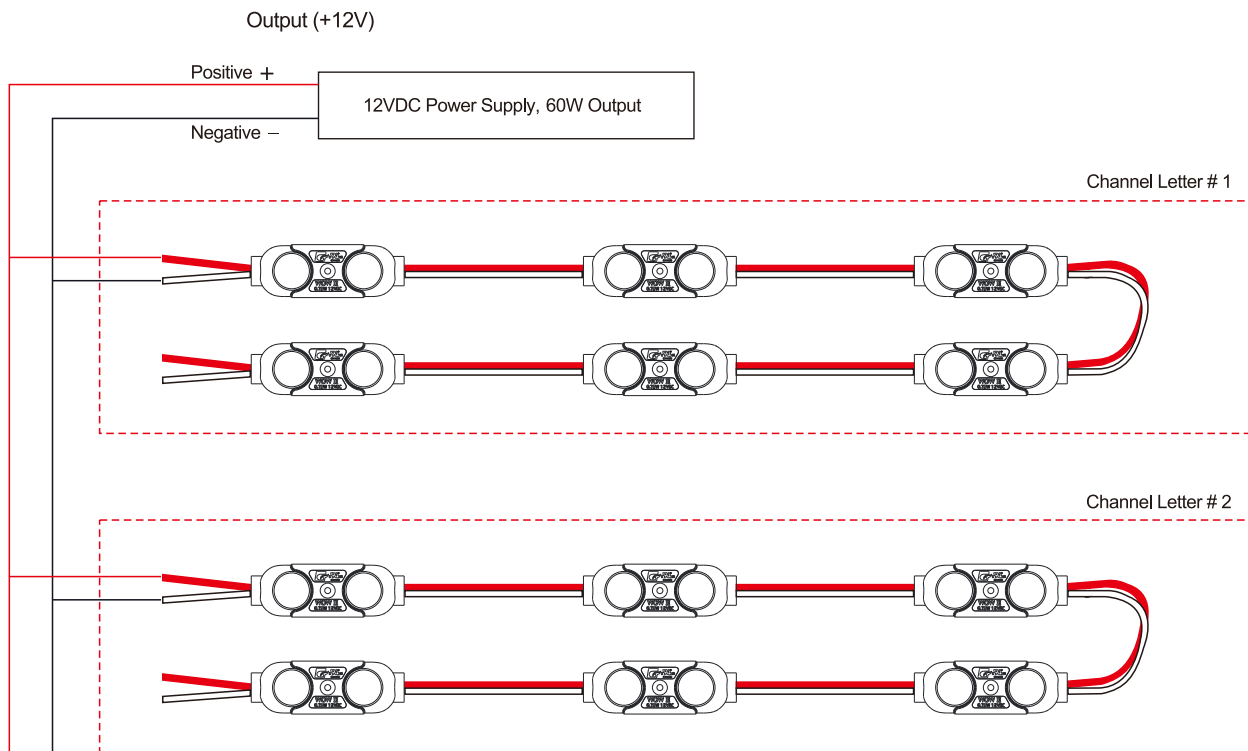 Output (+12V)
Positive +
12VDC Power Supply, 60W Output
Negative −
Channel Letter # 1
Channel Letter # 2